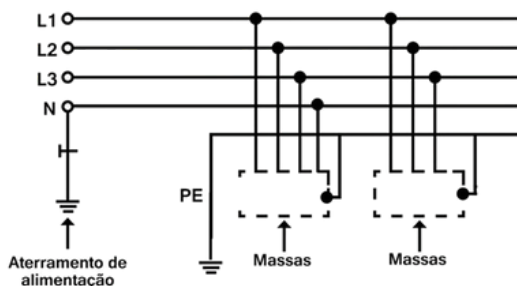 L1
L2
L3
N
PE
Aterramento de
alimentação
Massas
Massas